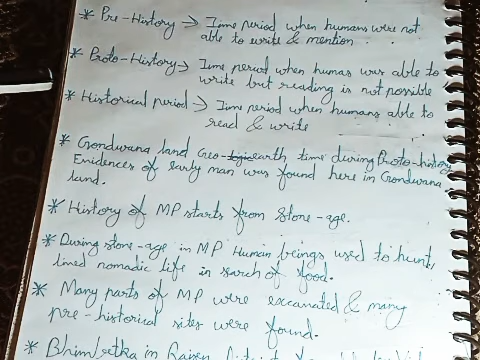 * Pre-History → Time period when humans were not
able to write & mention
* Proto-History → Time period when humas was able to
write but reading is not possible
* Historical period → Time period when humans able to
read & write
* Gondwana land Geo- earth time during Proto-history
Evidences of early man was found here in Gondwana
land.
* History of MP starts from Stone-age.
* During stone-age in MP Human beings used to hunt,
lined nomadic life in search of food.
* Many parts of MP were excanated & many
pre-historical sites were found.
* Bhimbetka in Raisen